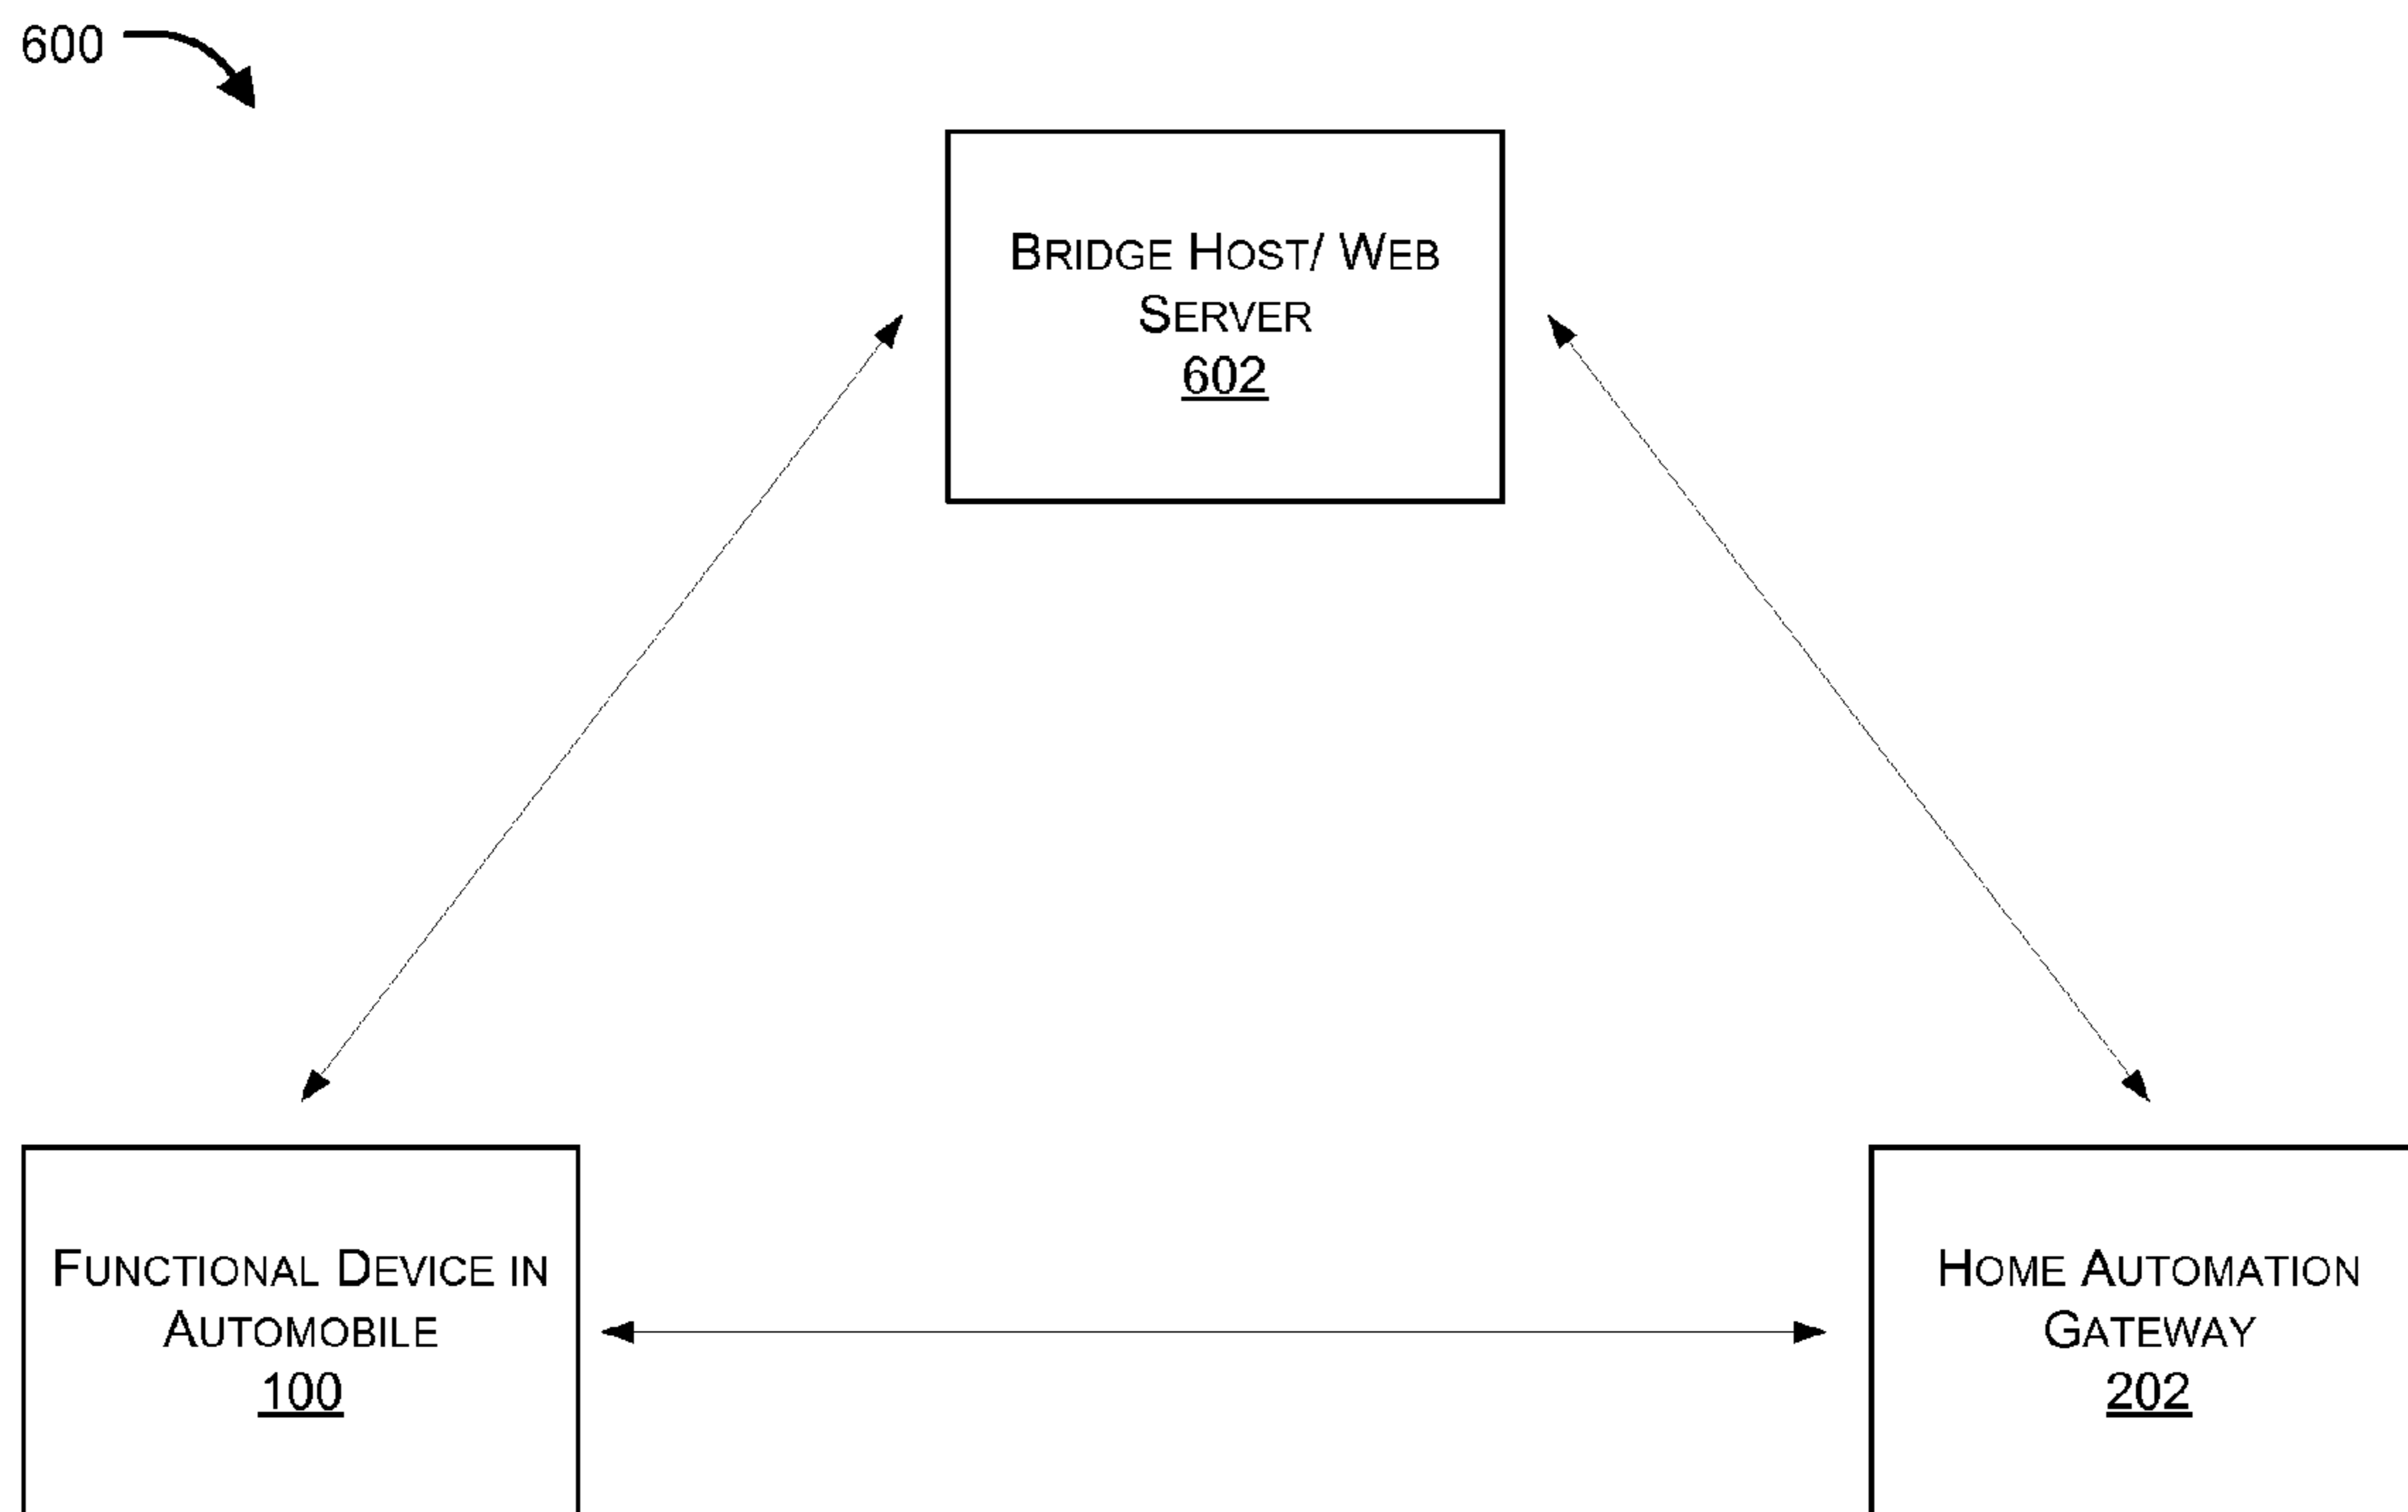 600
BRIDGE HOST/ WEB
SERVER
602
FUNCTIONAL DEVICE IN
AUTOMOBILE
100
HOME AUTOMATION
GATEWAY
202